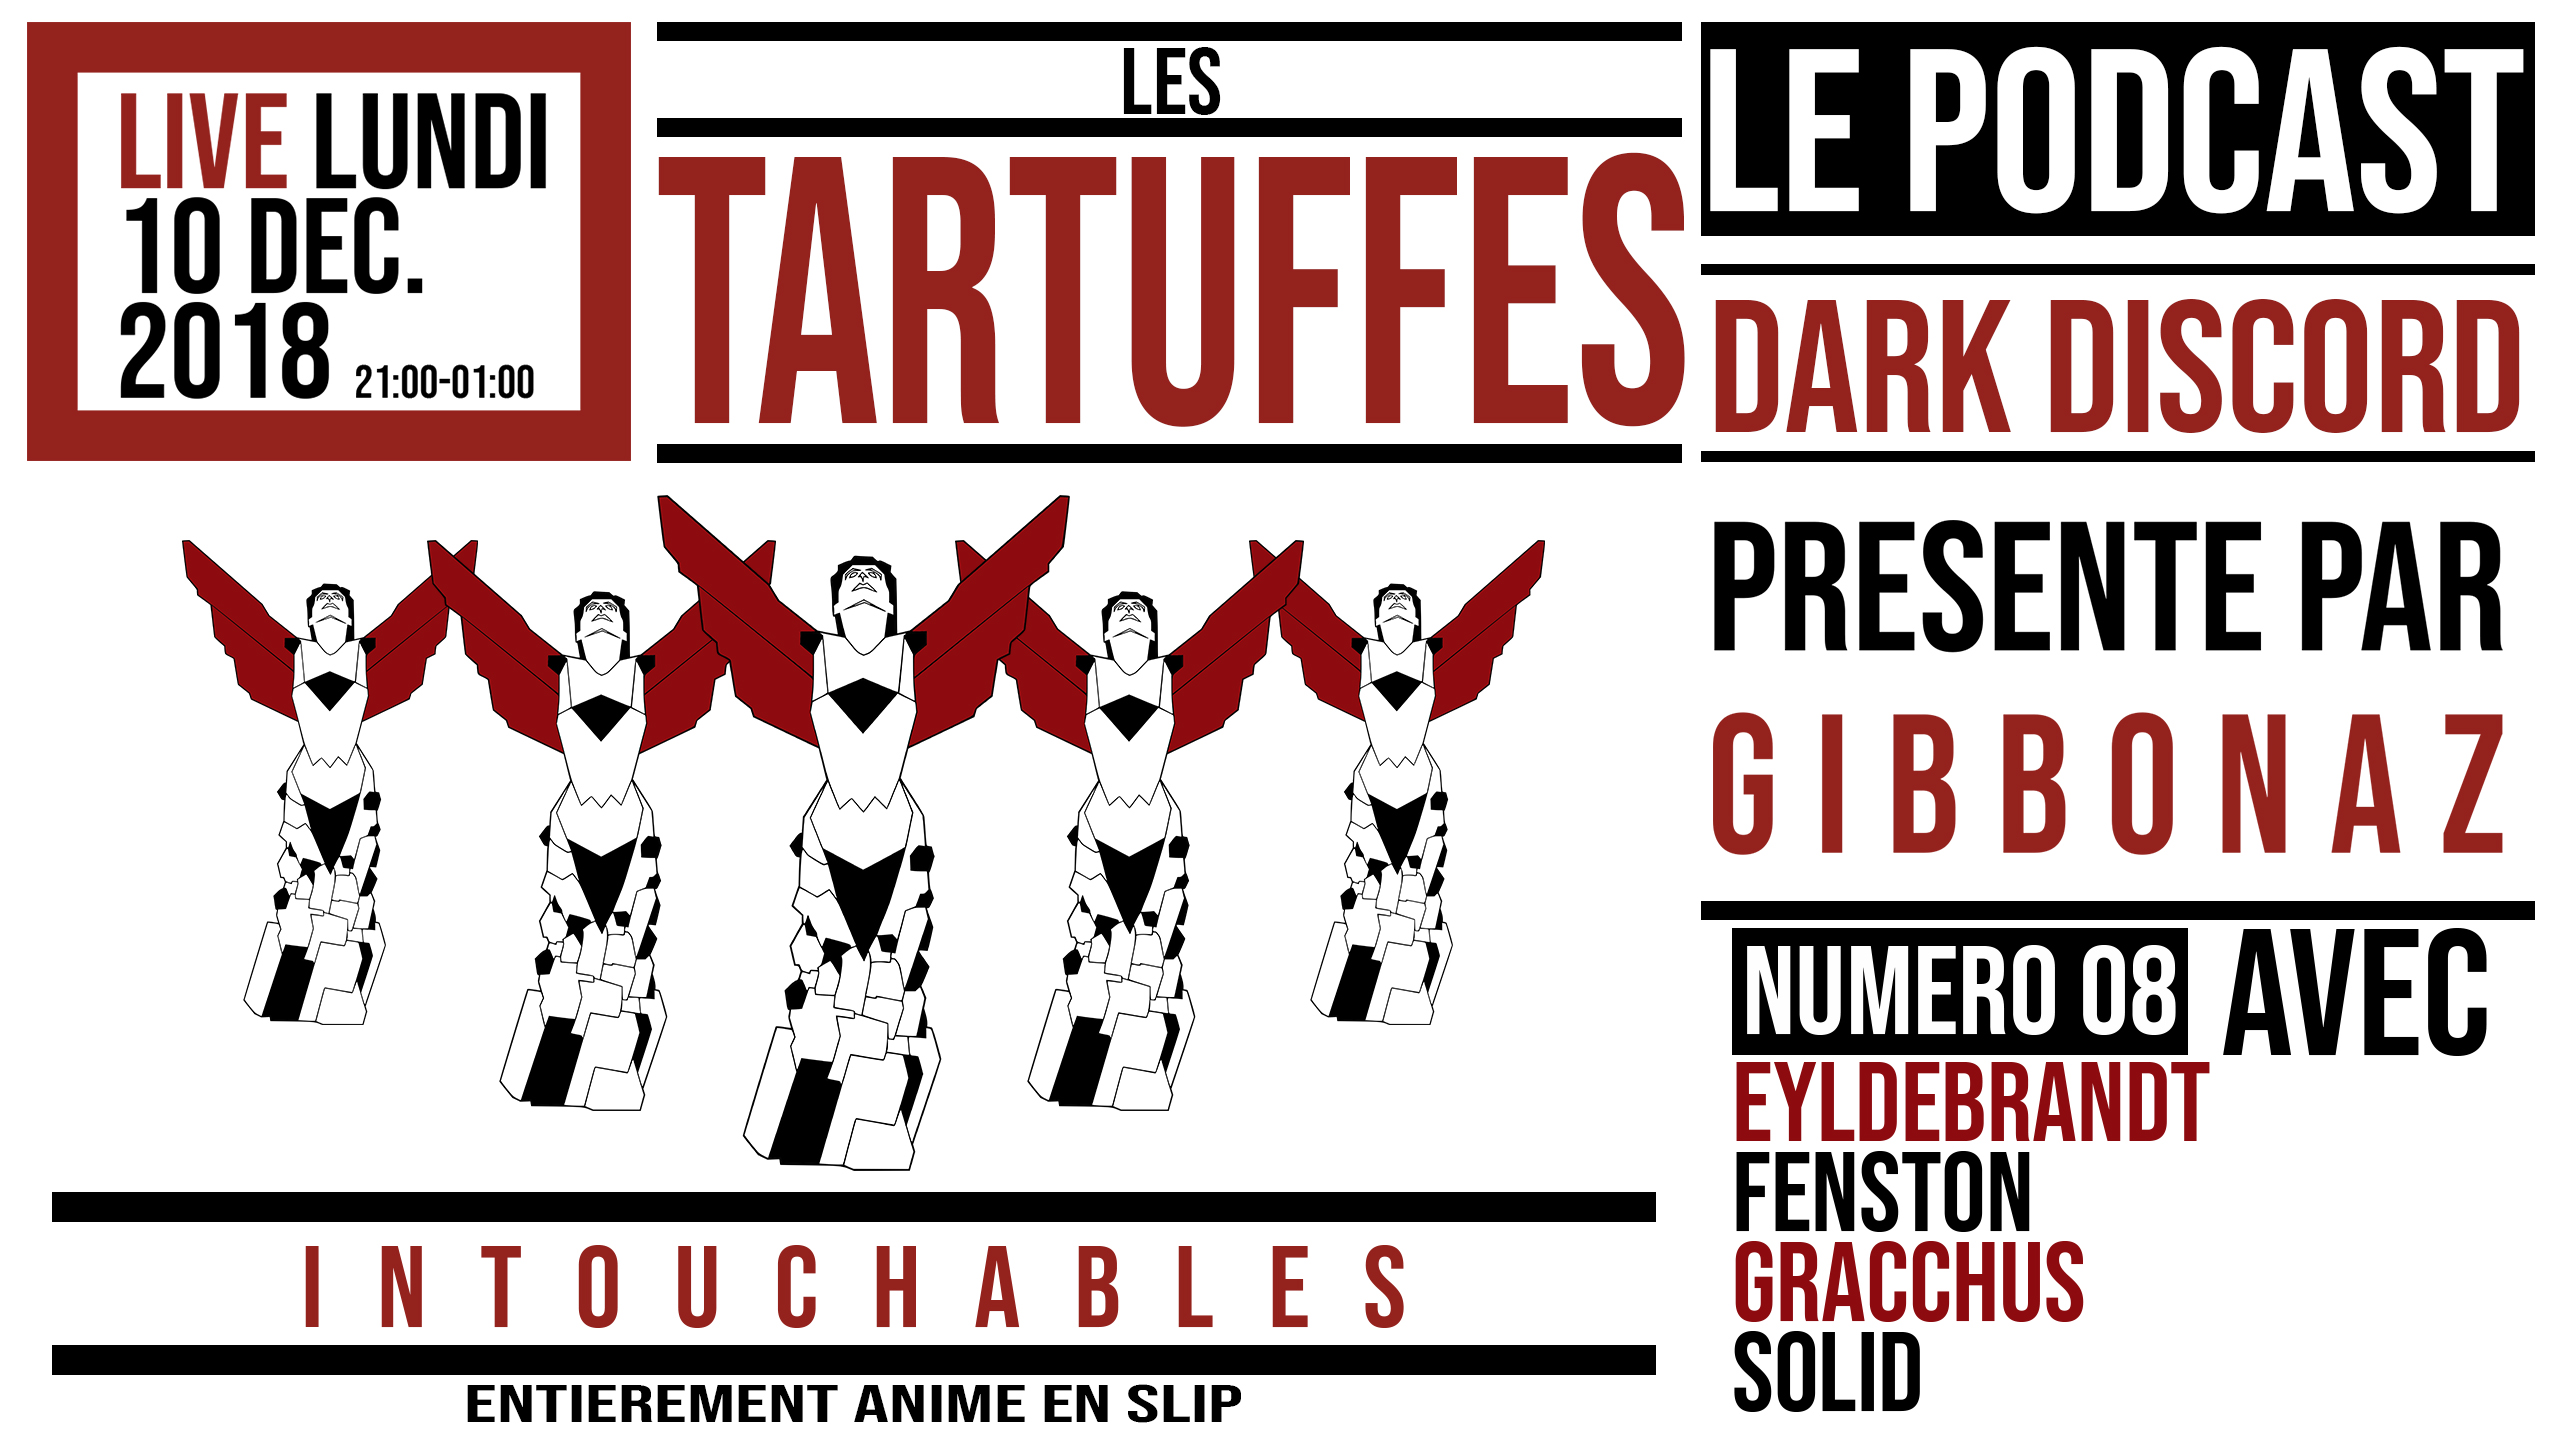 LIVE LUNDI
10 DEC.
2018 21:00-01:00
LES
TARTUFFES
LE PODCAST
DARK DISCORD
PRESENTE PAR
GIBBONAZ
NUMERO 08 AVEC
EYLDEBRANDT
FENSTON
GRACCHUS
SOLID
INTOUCHABLES
ENTIEREMENT ANIME EN SLIP